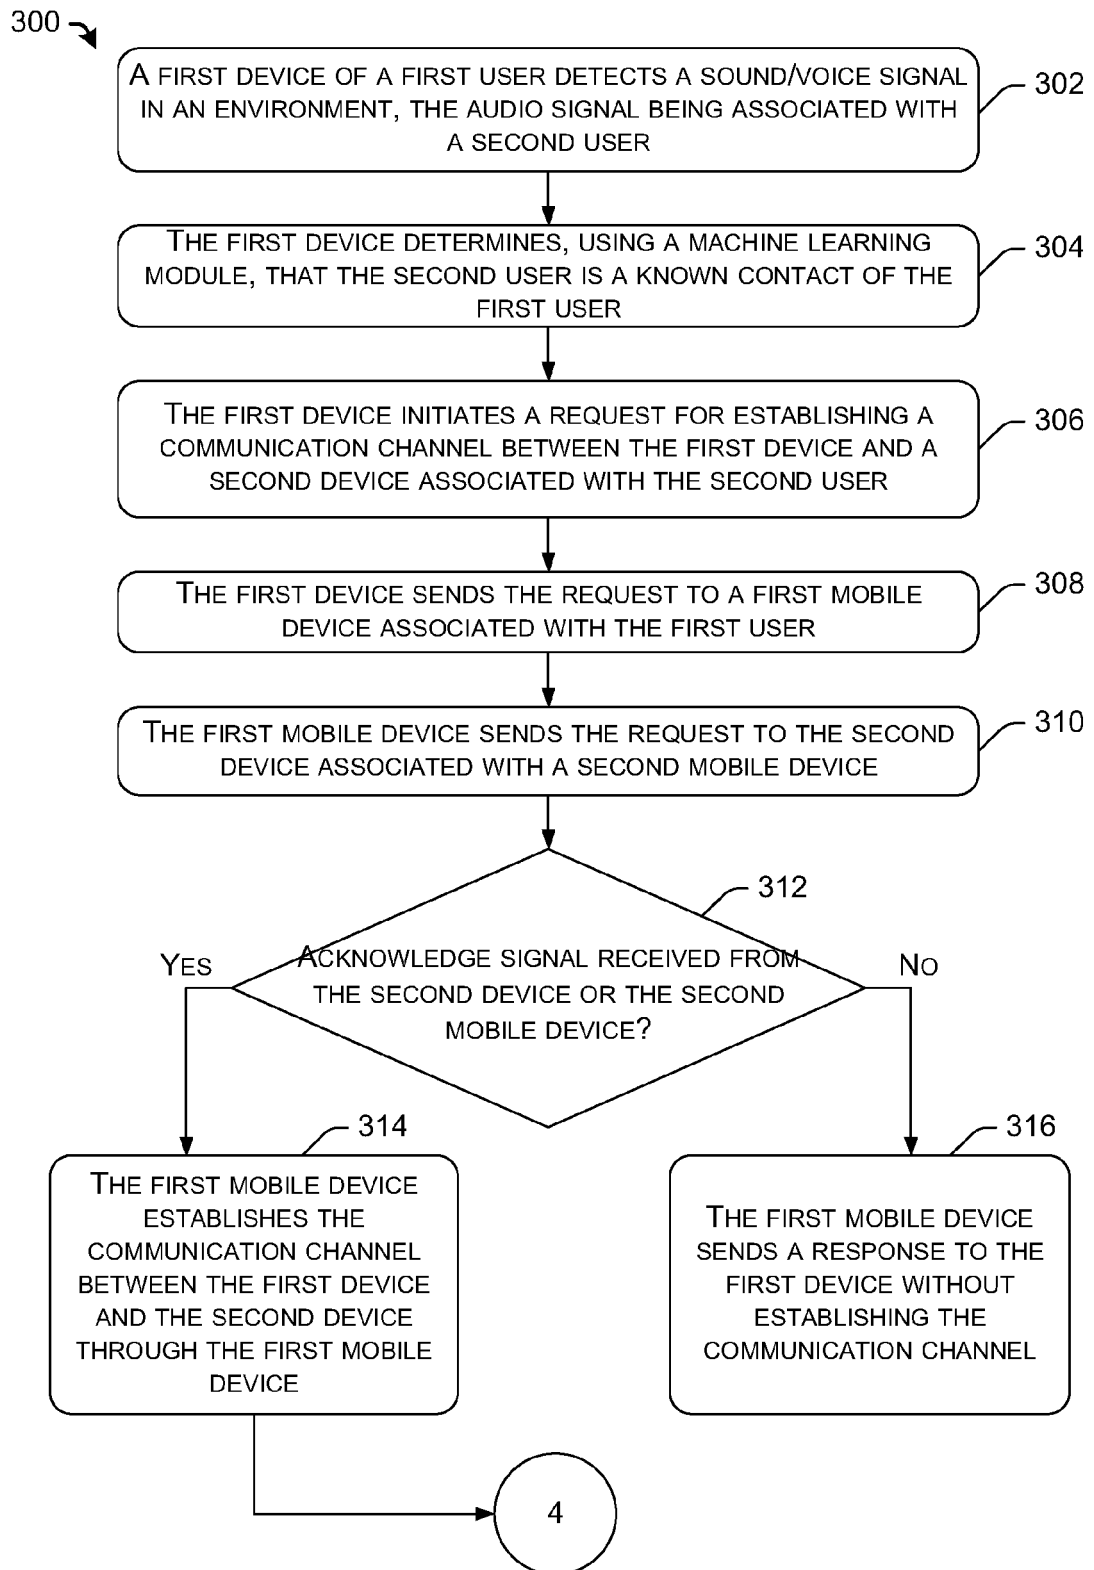 300
A FIRST DEVICE OF A FIRST USER DETECTS A SOUND/VOICE SIGNAL
IN AN ENVIRONMENT, THE AUDIO SIGNAL BEING ASSOCIATED WITH
A SECOND USER
302
THE FIRST DEVICE DETERMINES, USING A MACHINE LEARNING
MODULE, THAT THE SECOND USER IS A KNOWN CONTACT OF THE
FIRST USER
304
THE FIRST DEVICE INITIATES A REQUEST FOR ESTABLISHING A
COMMUNICATION CHANNEL BETWEEN THE FIRST DEVICE AND A
SECOND DEVICE ASSOCIATED WITH THE SECOND USER
306
THE FIRST DEVICE SENDS THE REQUEST TO A FIRST MOBILE
DEVICE ASSOCIATED WITH THE FIRST USER
308
THE FIRST MOBILE DEVICE SENDS THE REQUEST TO THE SECOND
DEVICE ASSOCIATED WITH A SECOND MOBILE DEVICE
310
312
ACKNOWLEDGE SIGNAL RECEIVED FROM
THE SECOND DEVICE OR THE SECOND
MOBILE DEVICE?
YES
NO
314
THE FIRST MOBILE DEVICE
ESTABLISHES THE
COMMUNICATION CHANNEL
BETWEEN THE FIRST DEVICE
AND THE SECOND DEVICE
THROUGH THE FIRST MOBILE
DEVICE
316
THE FIRST MOBILE DEVICE
SENDS A RESPONSE TO THE
FIRST DEVICE WITHOUT
ESTABLISHING THE
COMMUNICATION CHANNEL
4